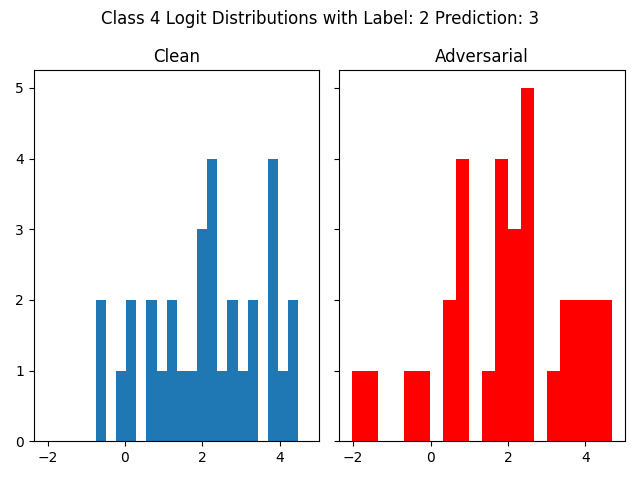 Class 4 Logit Distributions with Label: 2 Prediction: 3
Clean
Adversarial
5
4
3
2
1
0
−2 0 2 4
−2 0 2 4